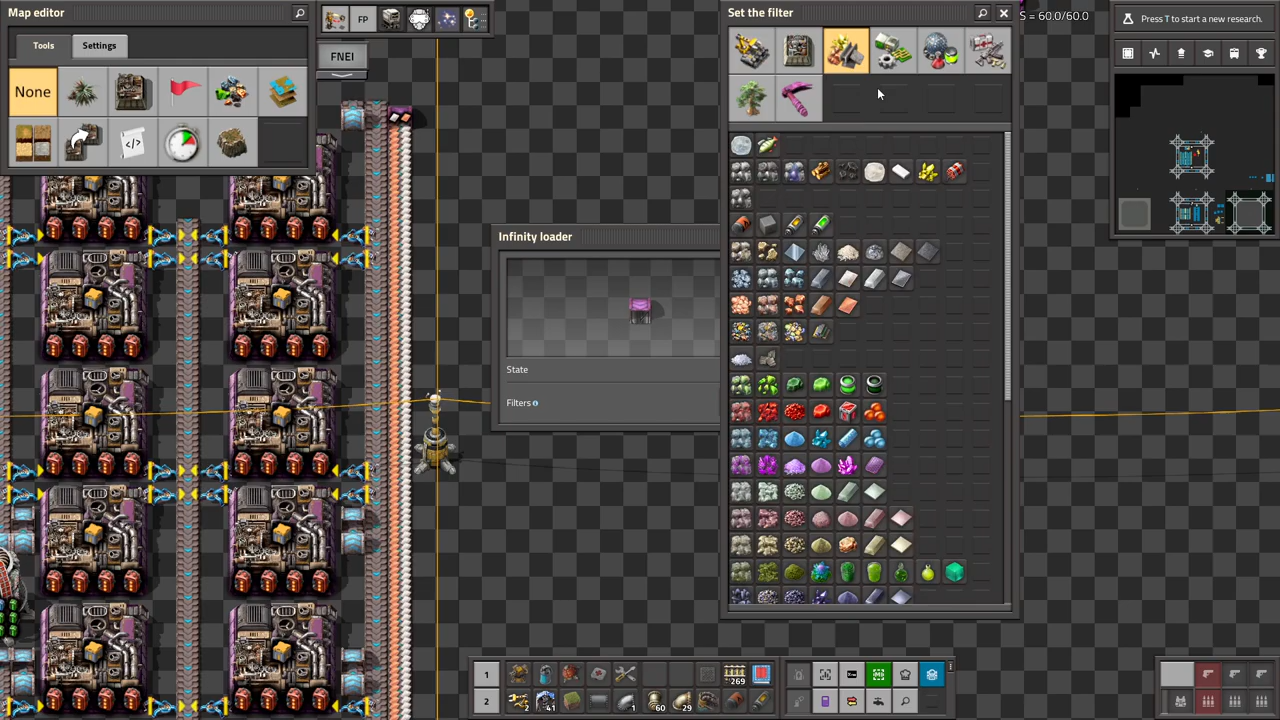 Map editor
Tools
Settings
None
</>
FP
FNEI
Set the filter
S = 60.0/60.0
Press T to start a new research.
Infinity loader
State
Filters
1
269
2
2
41
1
60
29